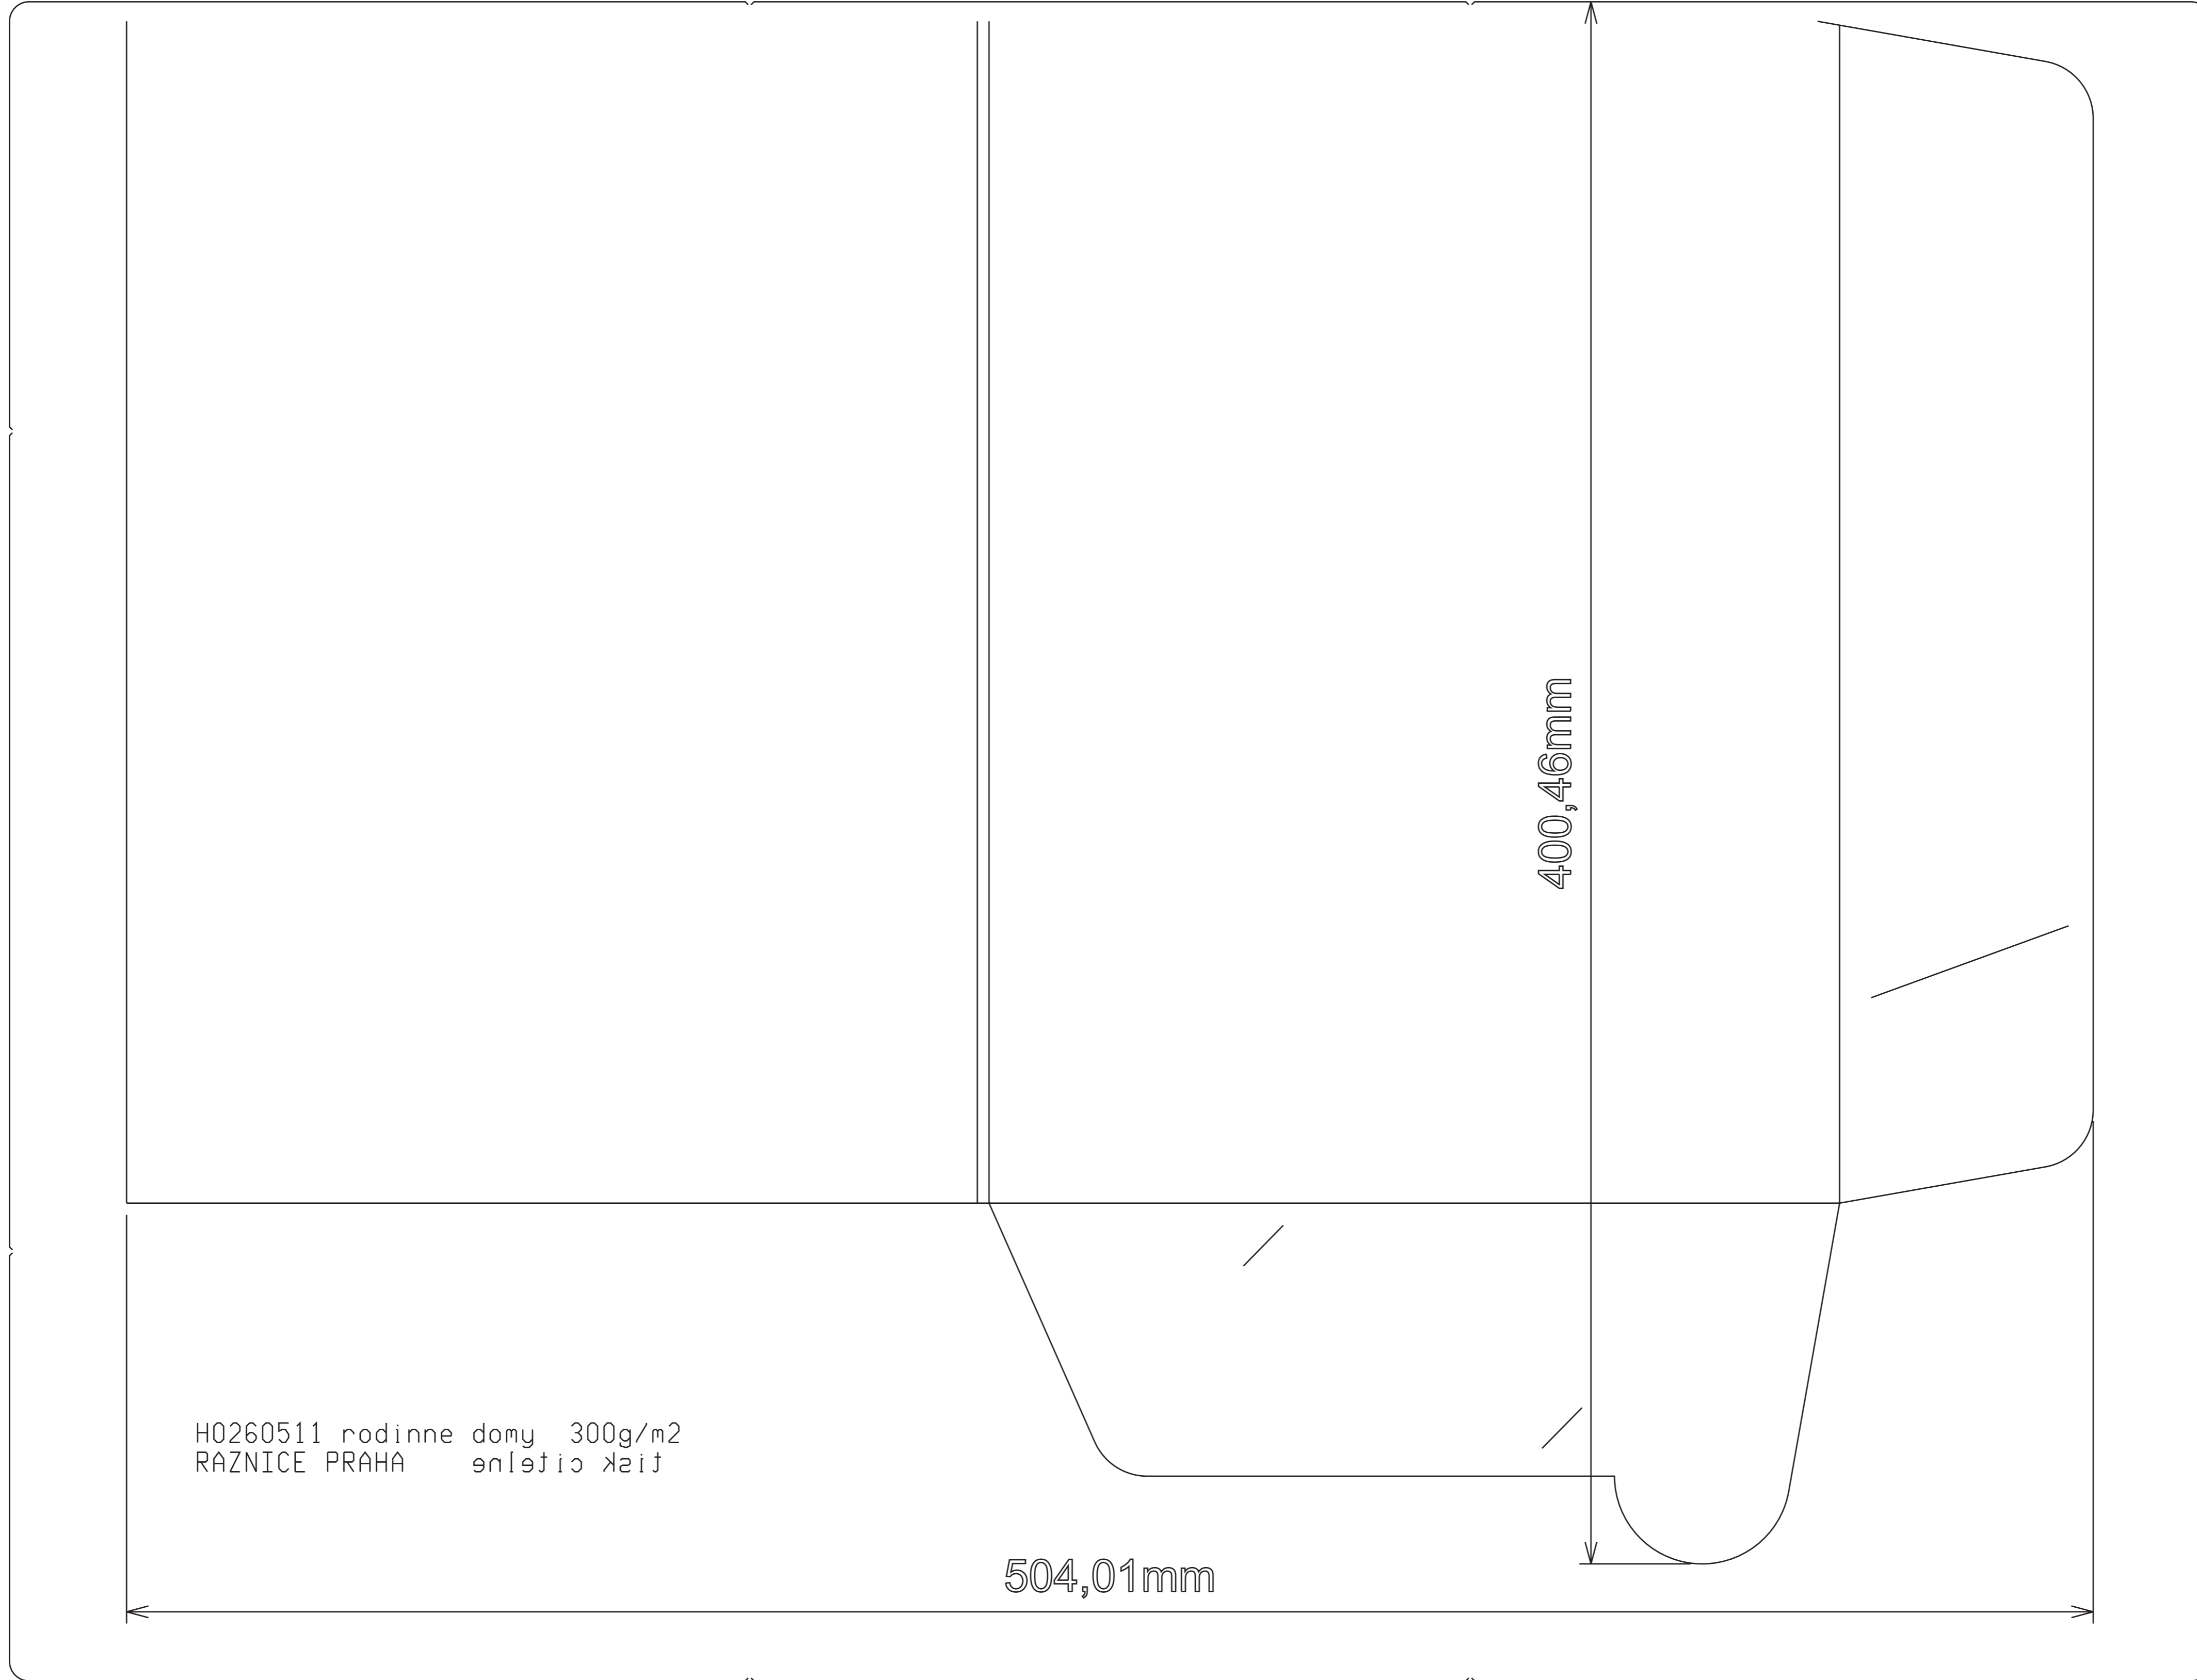 400,46mm
H0260511 rodinne domy 300g/m2
RAZNICE PRAHA tisk citelne
504,01mm